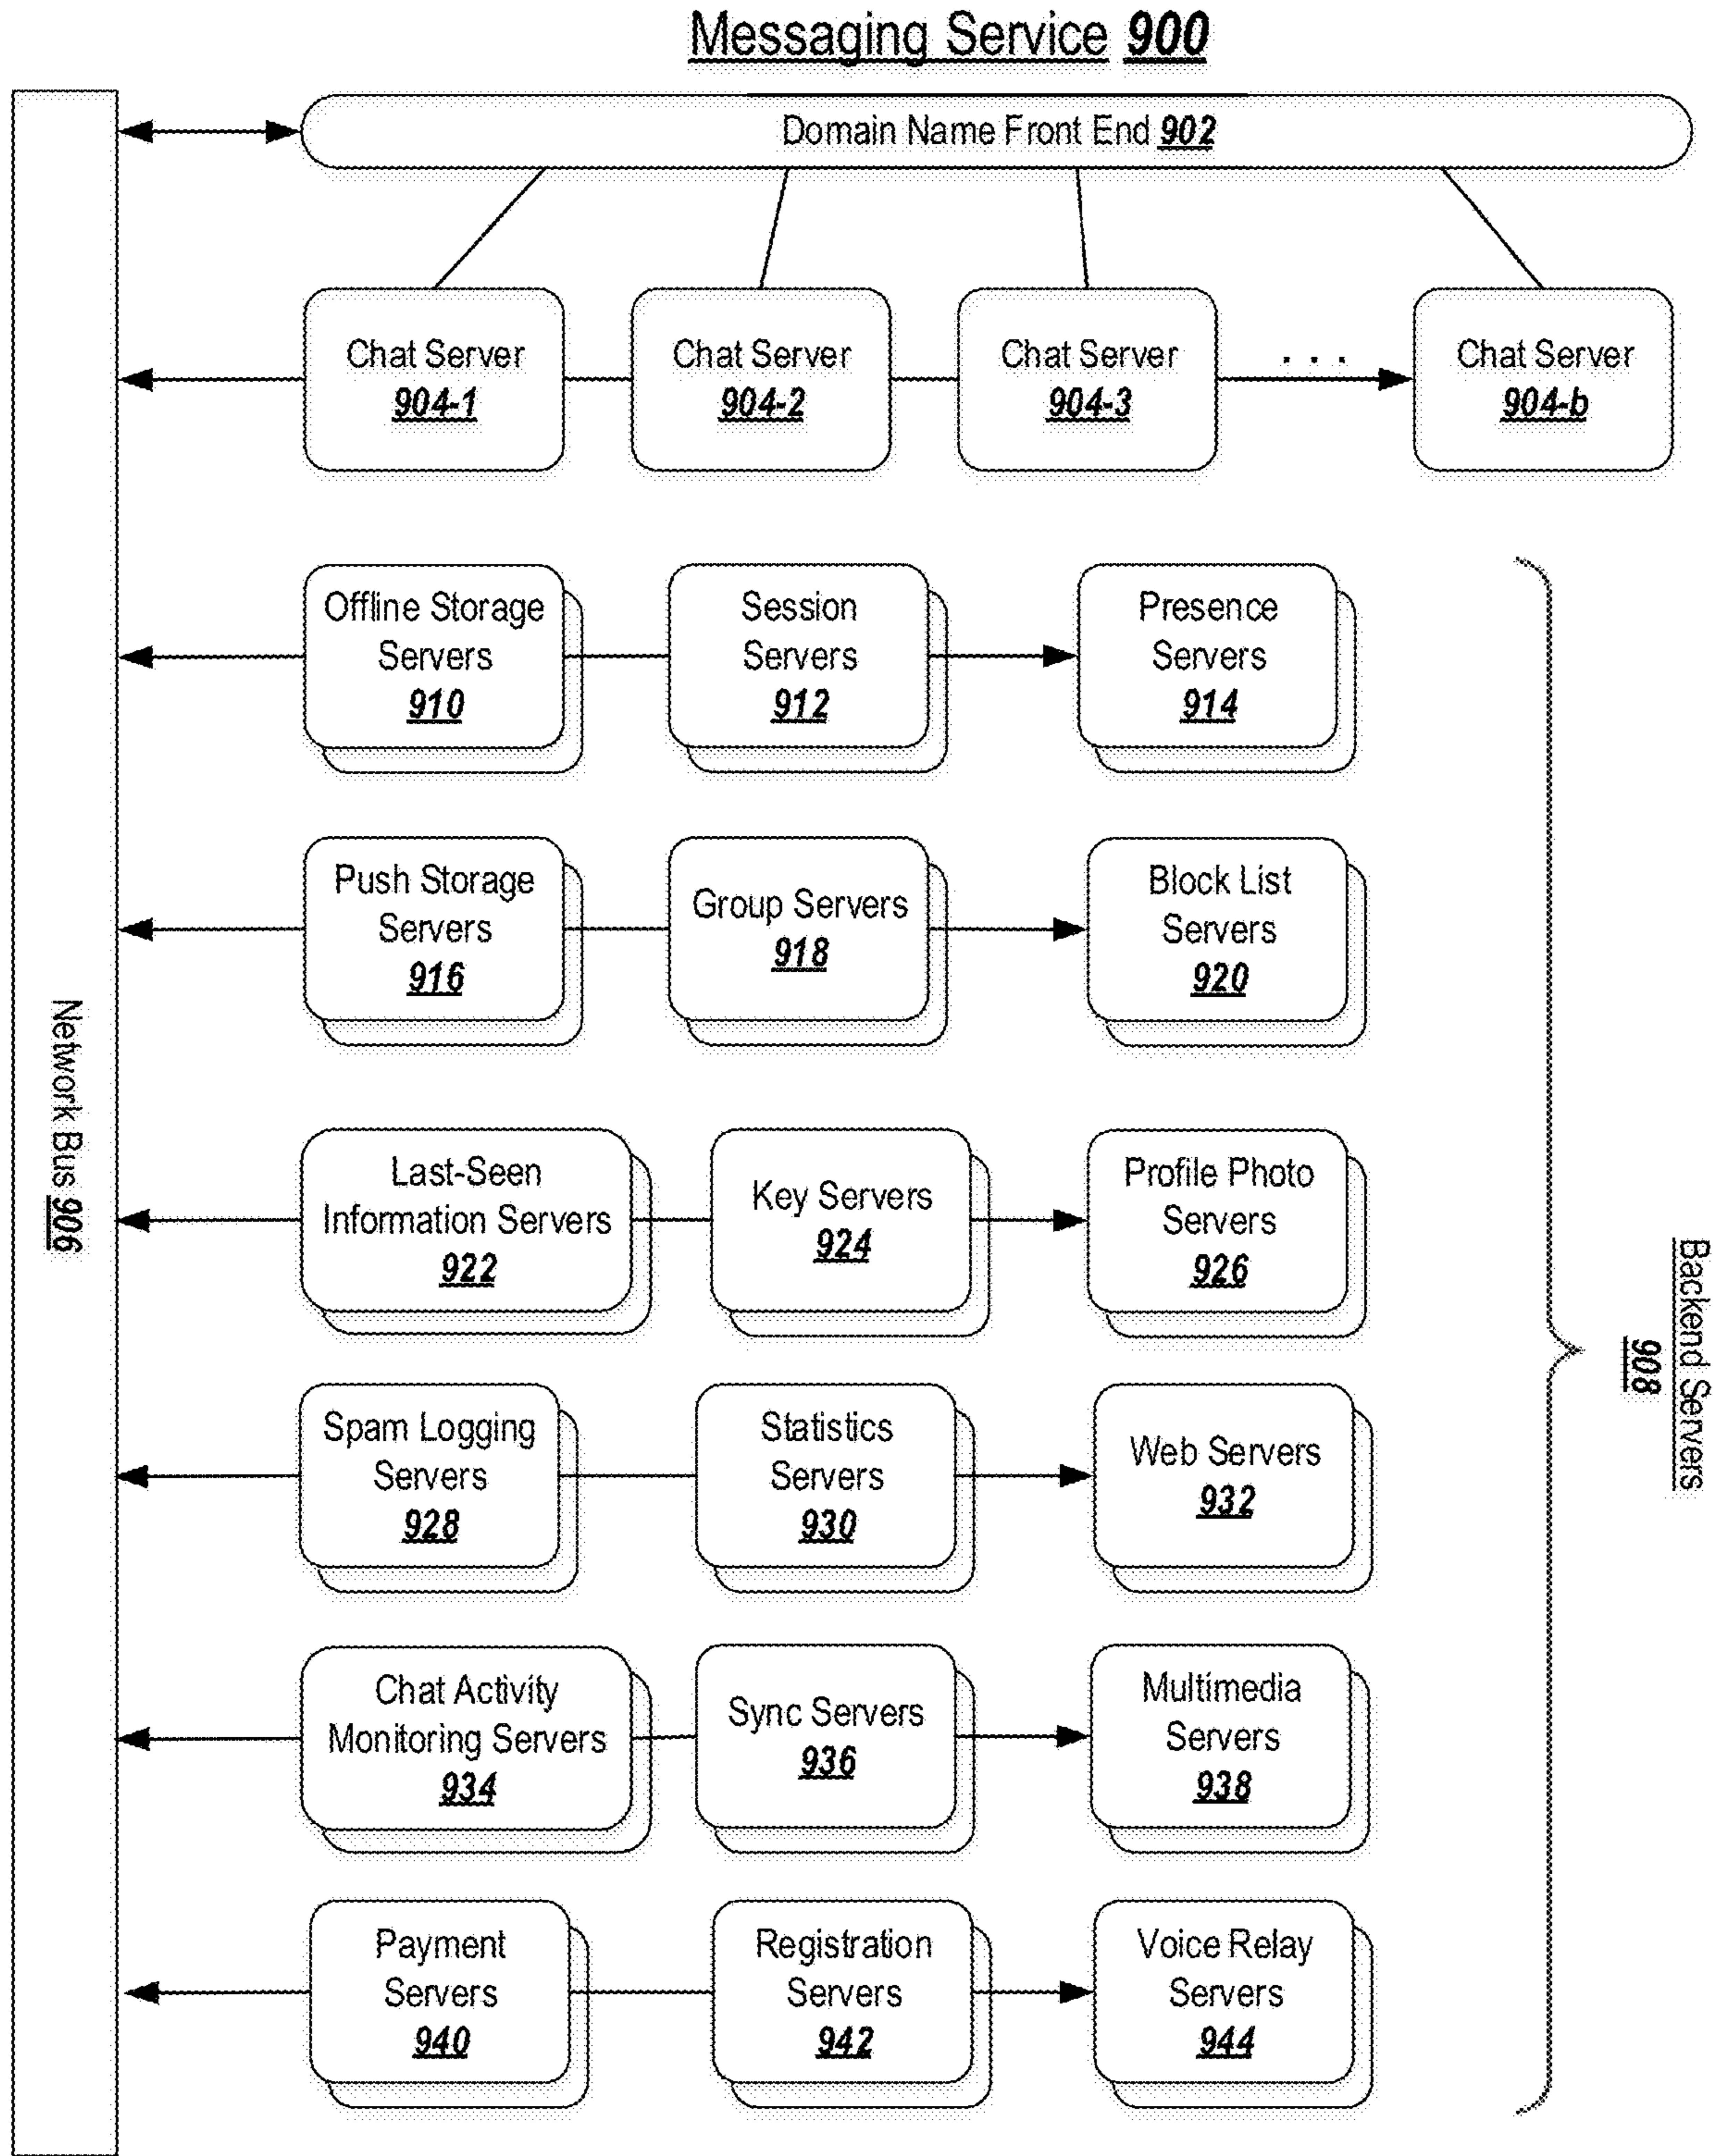 Messaging Service 900
Domain Name Front End 902
Chat Server
904-1
Chat Server
904-2
Chat Server
904-3
. . .
Chat Server
904-b
Network Bus 906
Backend Servers
908
Offline Storage
Servers
910
Session
Servers
912
Presence
Servers
914
Push Storage
Servers
916
Group Servers
918
Block List
Servers
920
Last-Seen
Information Servers
922
Key Servers
924
Profile Photo
Servers
926
Spam Logging
Servers
928
Statistics
Servers
930
Web Servers
932
Chat Activity
Monitoring Servers
934
Sync Servers
936
Multimedia
Servers
938
Payment
Servers
940
Registration
Servers
942
Voice Relay
Servers
944